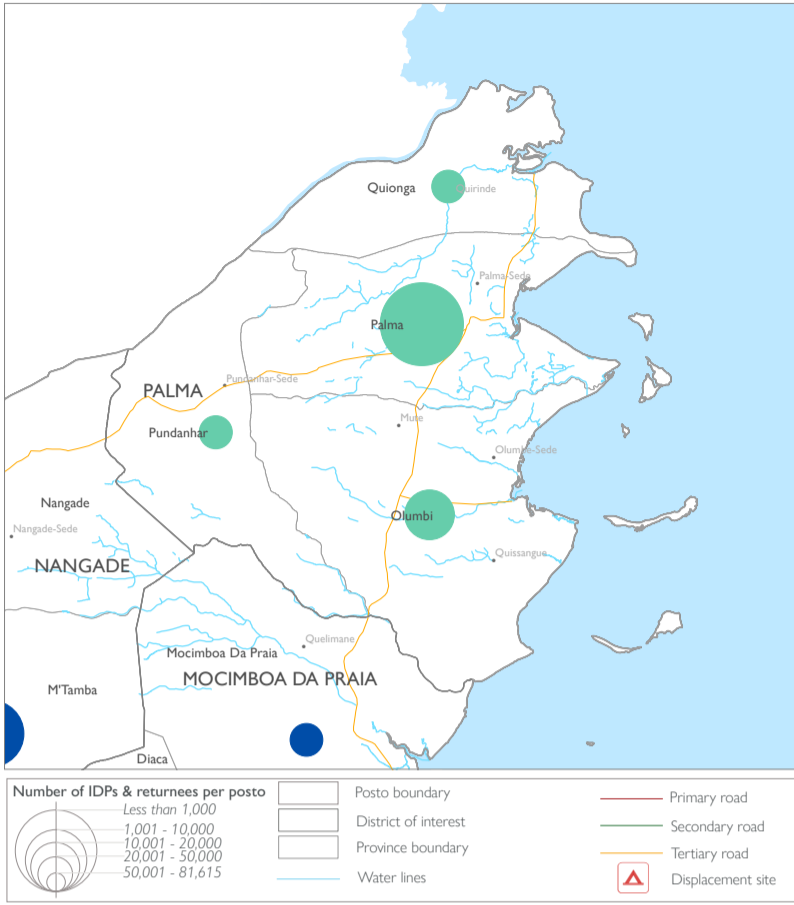 Quionga
Quirinde
Palma-Sede
Palma
Pundanhar-Sede
PALMA
Mute
Pundanhar
Olumbe-Sede
Nangade
Olumbi
Nangade-Sede
Quissangue
NANGADE
Quelimane
Mocimboa Da Praia
MOCIMBOA DA PRAIA
M'Tamba
Diaca
Number of IDPs & returnees per posto
Less than 1,000
1,001 - 10,000
10,001 - 20,000
20,001 - 50,000
50,001 - 81,615
Posto boundary
District of interest
Province boundary
Water lines
Primary road
Secondary road
Tertiary road
Displacement site